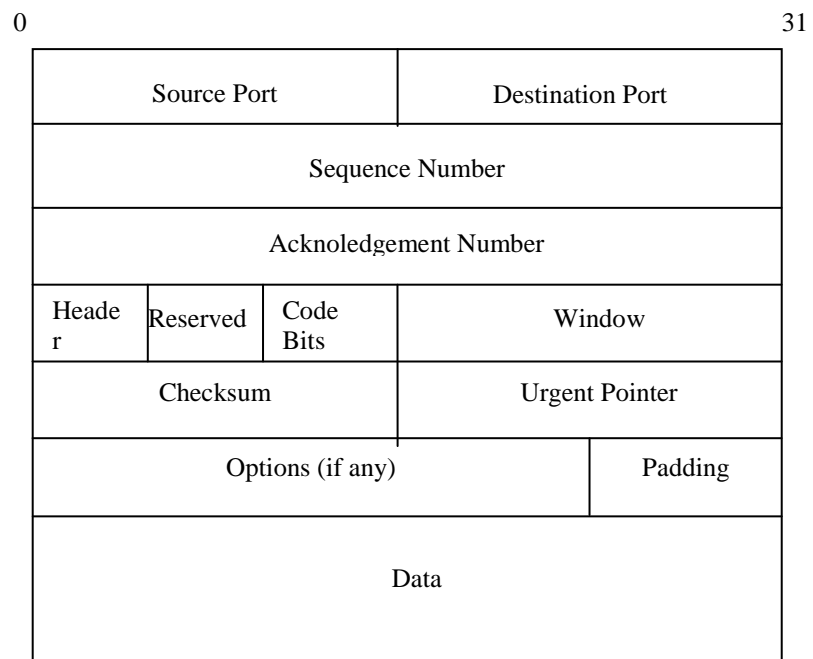 0 31
Source Port Destination Port
Sequence Number
Acknoledgement Number
Heade
r
Reserved
Code
Bits
Window
Checksum Urgent Pointer
Options (if any) Padding
Data